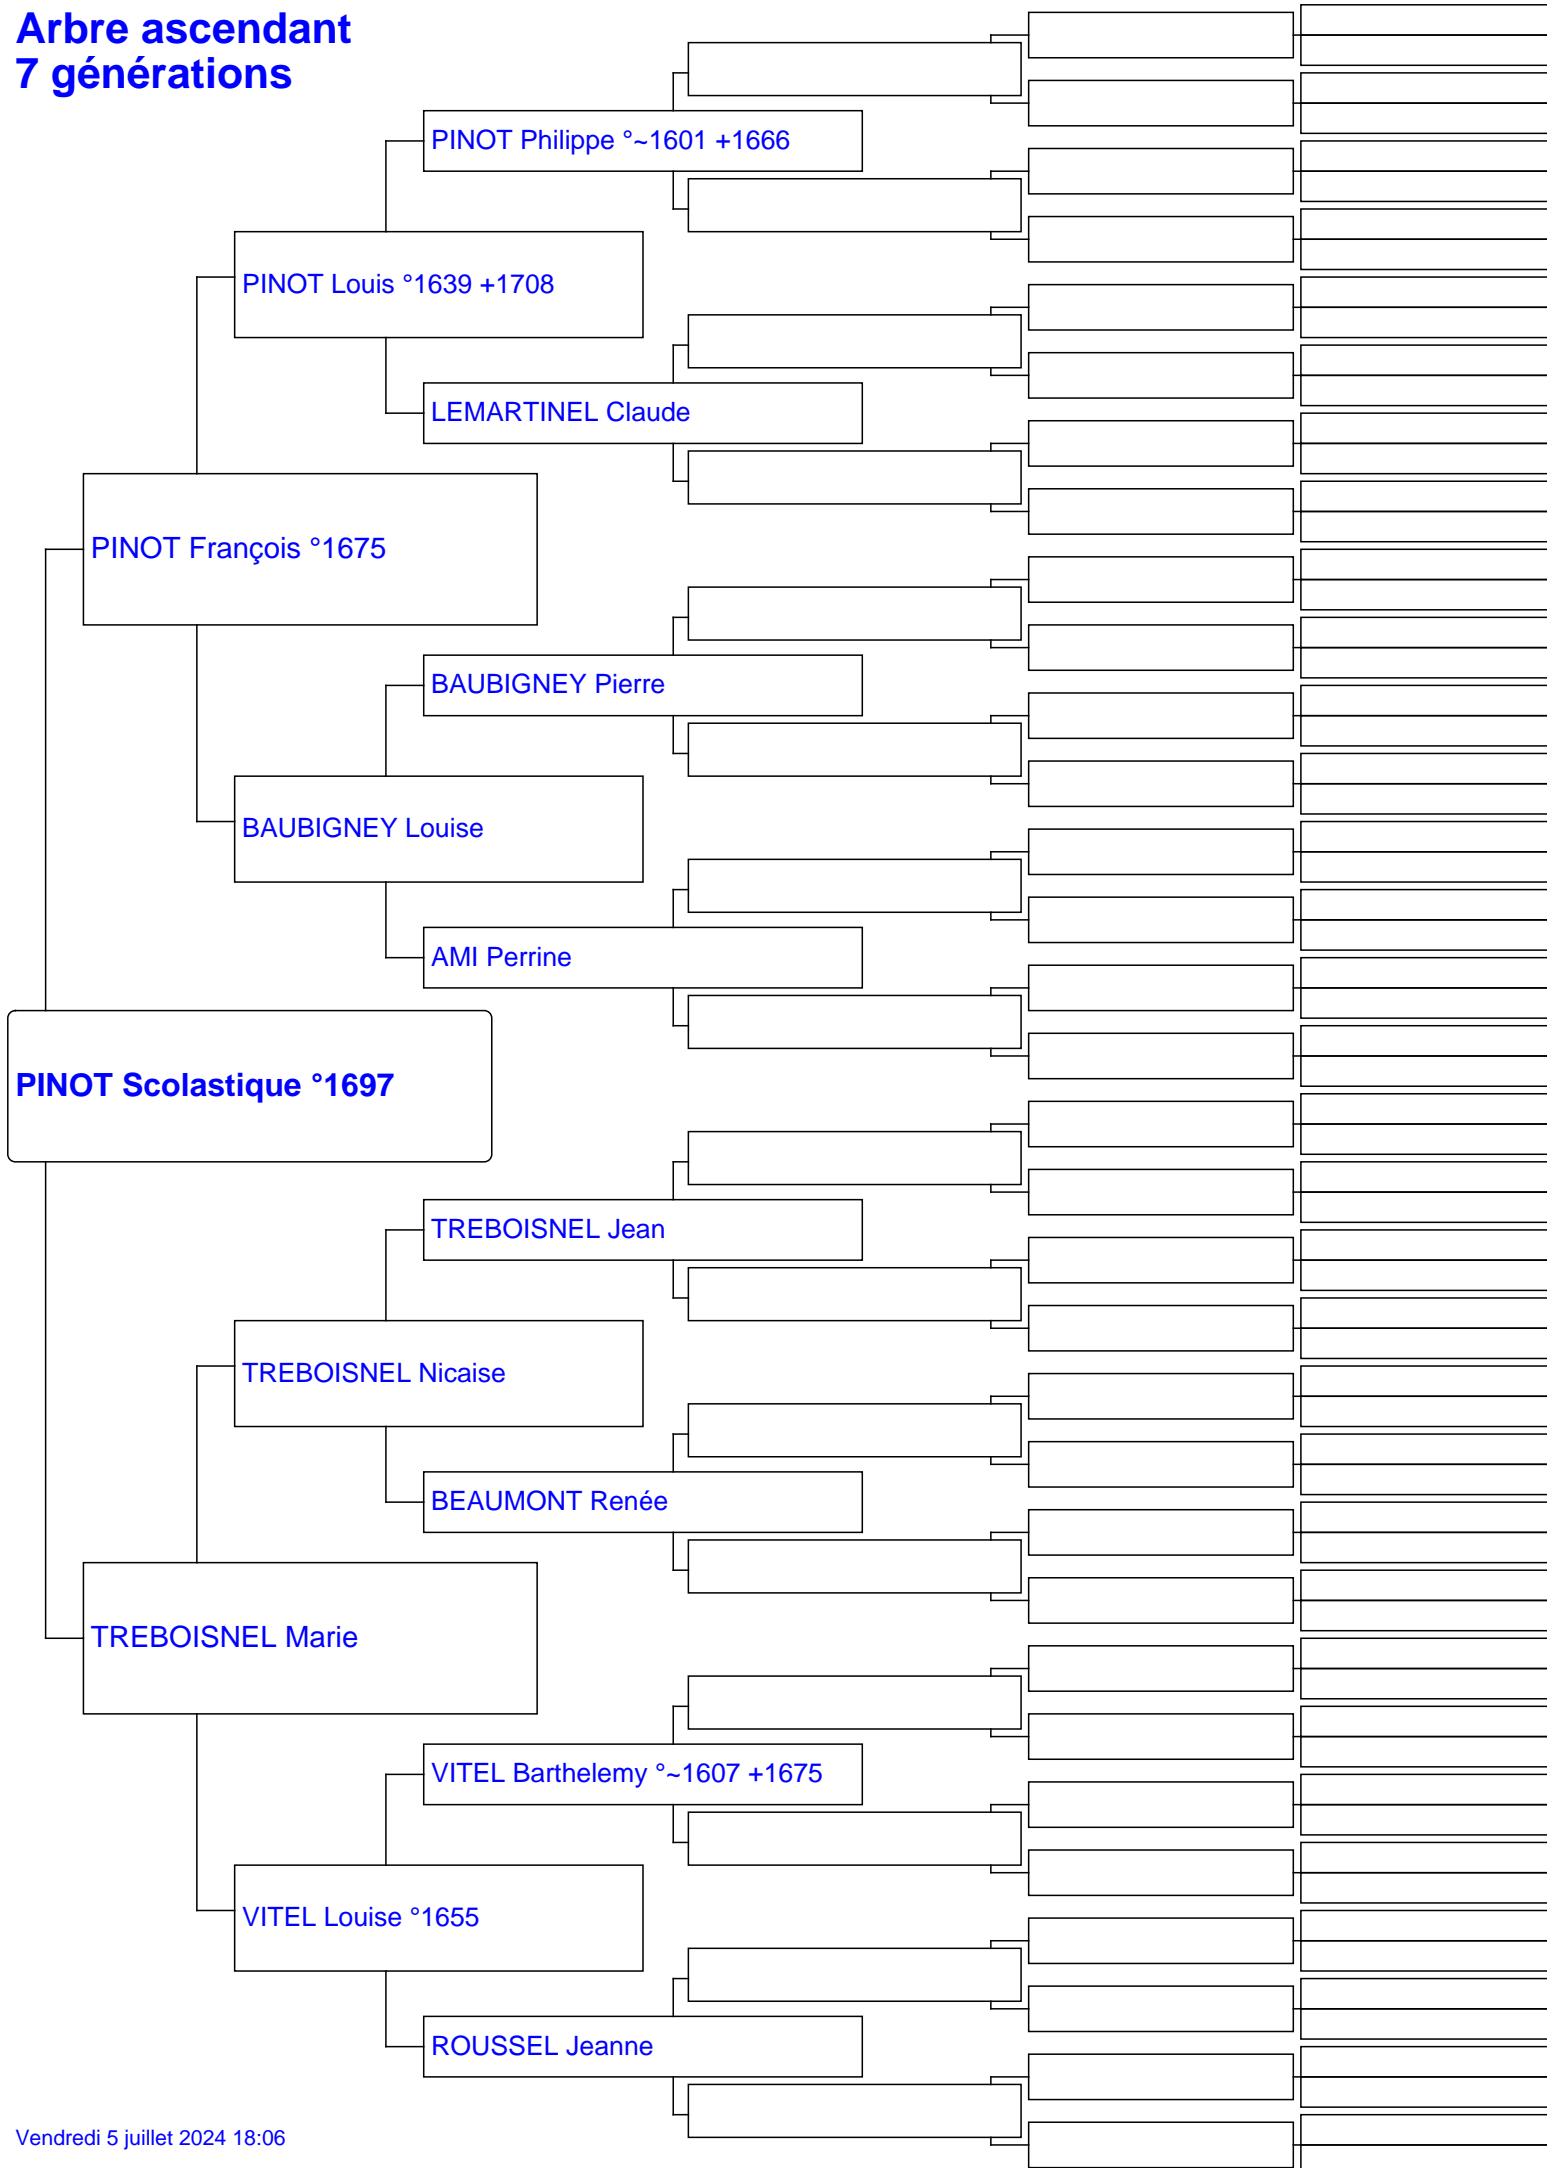 Arbre ascendant
7 générations
PINOT Philippe °~1601 +1666
PINOT Louis °1639 +1708
LEMARTINEL Claude
PINOT François °1675
BAUBIGNEY Pierre
BAUBIGNEY Louise
AMI Perrine
PINOT Scolastique °1697
TREBOISNEL Jean
TREBOISNEL Nicaise
BEAUMONT Renée
TREBOISNEL Marie
VITEL Barthelemy °~1607 +1675
VITEL Louise °1655
ROUSSEL Jeanne
Vendredi 5 juillet 2024 18:06